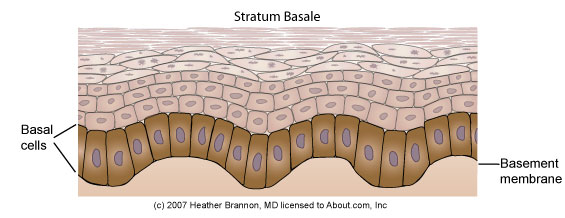 Stratum Basale
Basal
cells
Basement
membrane
(c) 2007 Heather Brannon, MD licensed to About.com, Inc